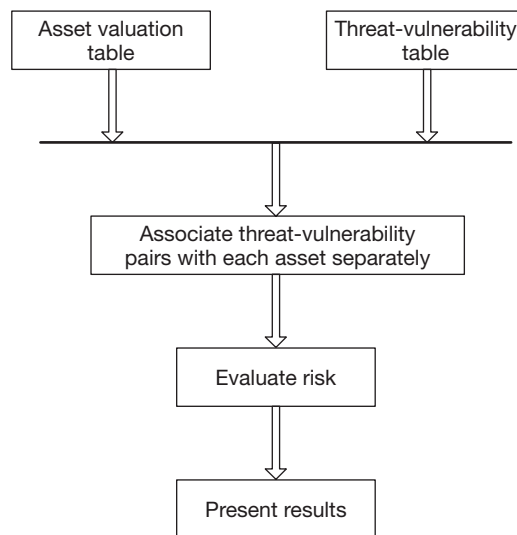 Asset valuation
table
Threat-vulnerability
table
Associate threat-vulnerability
pairs with each asset separately
Evaluate risk
Present results